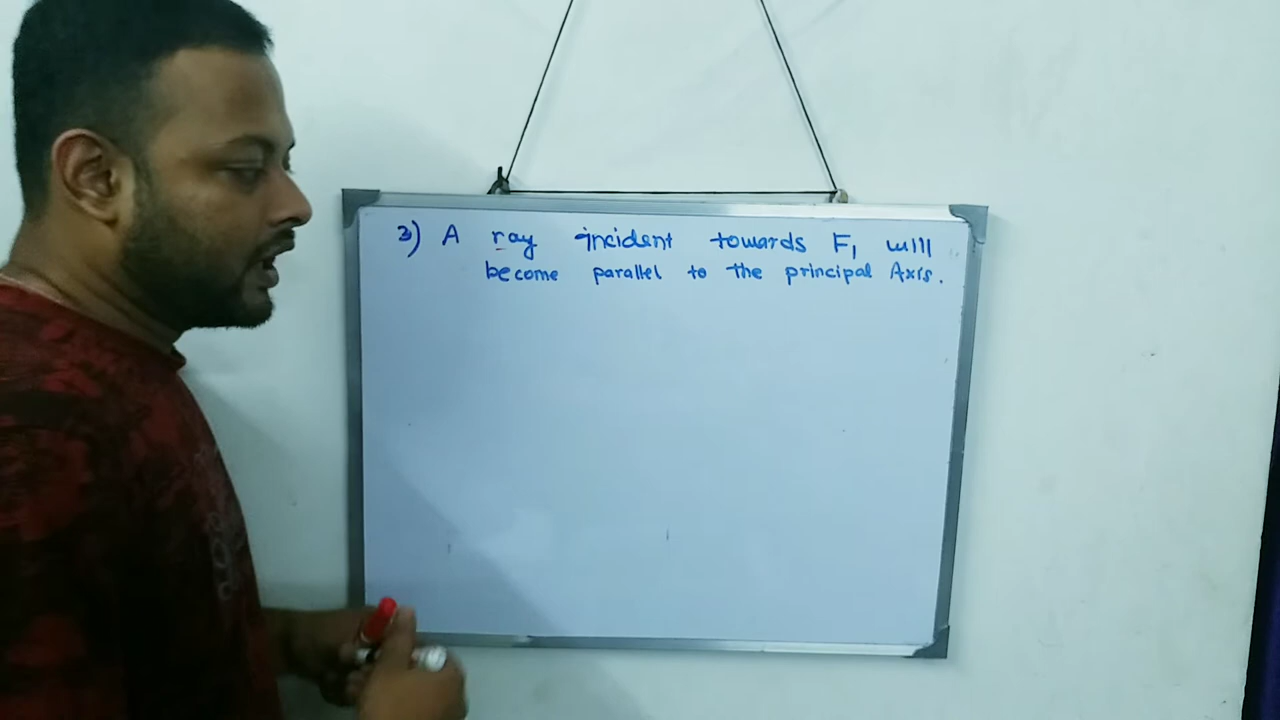 3) A ray incident towards F1 will
become parallel to the principal Axis.